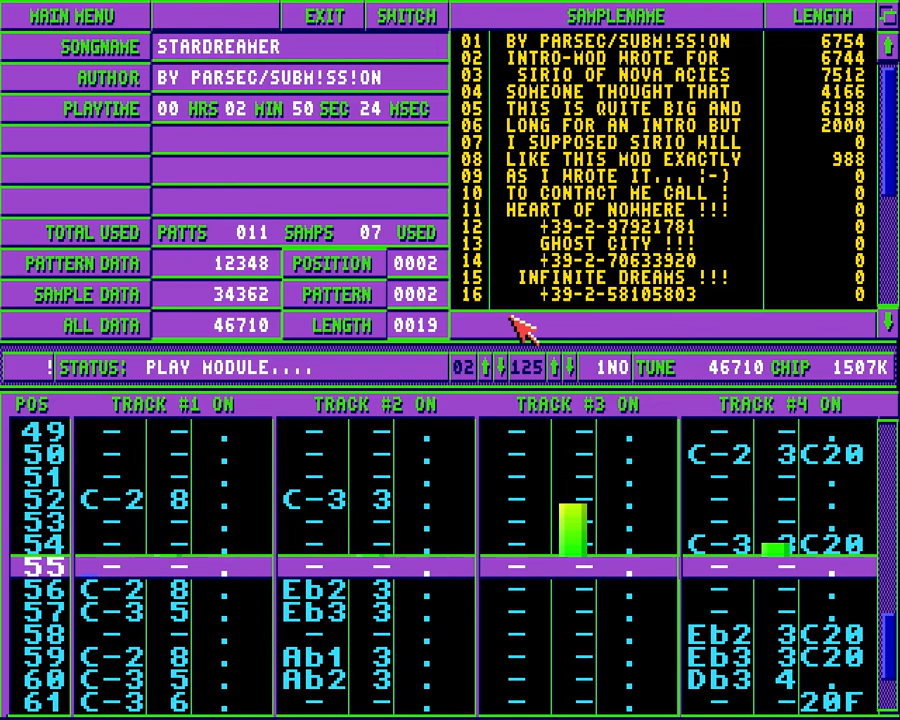 MAIN MENU EXIT SWITCH SAMPLENAME LENGTH
SONGNAME STARDREAMER
AUTHOR BY PARSEC/SUBM!SS!ON
PLAYTIME 00 HRS 02 MIN 50 SEC 24 MSEC
TOTAL USED PATTS 011 SAMPS 07 USED
PATTERN DATA 12348 POSITION 0002
SAMPLE DATA 34362 PATTERN 0002
ALL DATA 46710 LENGTH 0019
01 BY PARSEC/SUBM!SS!ON 6754
02 INTRO-MOD WROTE FOR 6744
03 SIRIO OF NOVA ACIES 7512
04 SOMEONE THOUGHT THAT 4166
05 THIS IS QUITE BIG AND 6198
06 LONG FOR AN INTRO BUT 2000
07 I SUPPOSED SIRIO WILL 0
08 LIKE THIS MOD EXACTLY 988
09 AS I WROTE IT... :-) 0
10 TO CONTACT ME CALL : 0
11 HEART OF NOWHERE !!! 0
12 +39-2-97921781 0
13 GHOST CITY !!! 0
14 +39-2-70633920 0
15 INFINITE DREAMS !!! 0
16 +39-2-58105803 0
! STATUS: PLAY MODULE.... 02 125 1NO TUNE 46710 CHIP 1507K
POS TRACK #1 ON TRACK #2 ON TRACK #3 ON TRACK #4 ON
49 - - . - - . - - . - - .
50 - - . - - . - - . C-2 3 C20
51 - - . - - . - - . - - .
52 C-2 8 . C-3 3 . - - . - - .
53 - - . - - . - - . - - .
54 - - . - - . - - . C-3 3 C20
55 - - . - - . - - . - - .
56 C-2 8 . Eb2 3 . - - . - - .
57 C-3 5 . Eb3 3 . - - . - - .
58 - - . - - . - - . Eb2 3 C20
59 C-2 8 . Ab1 3 . - - . Eb3 3 C20
60 C-3 5 . Ab2 3 . - - . Db3 4 .
61 C-3 6 . - - . - - . - - 20F